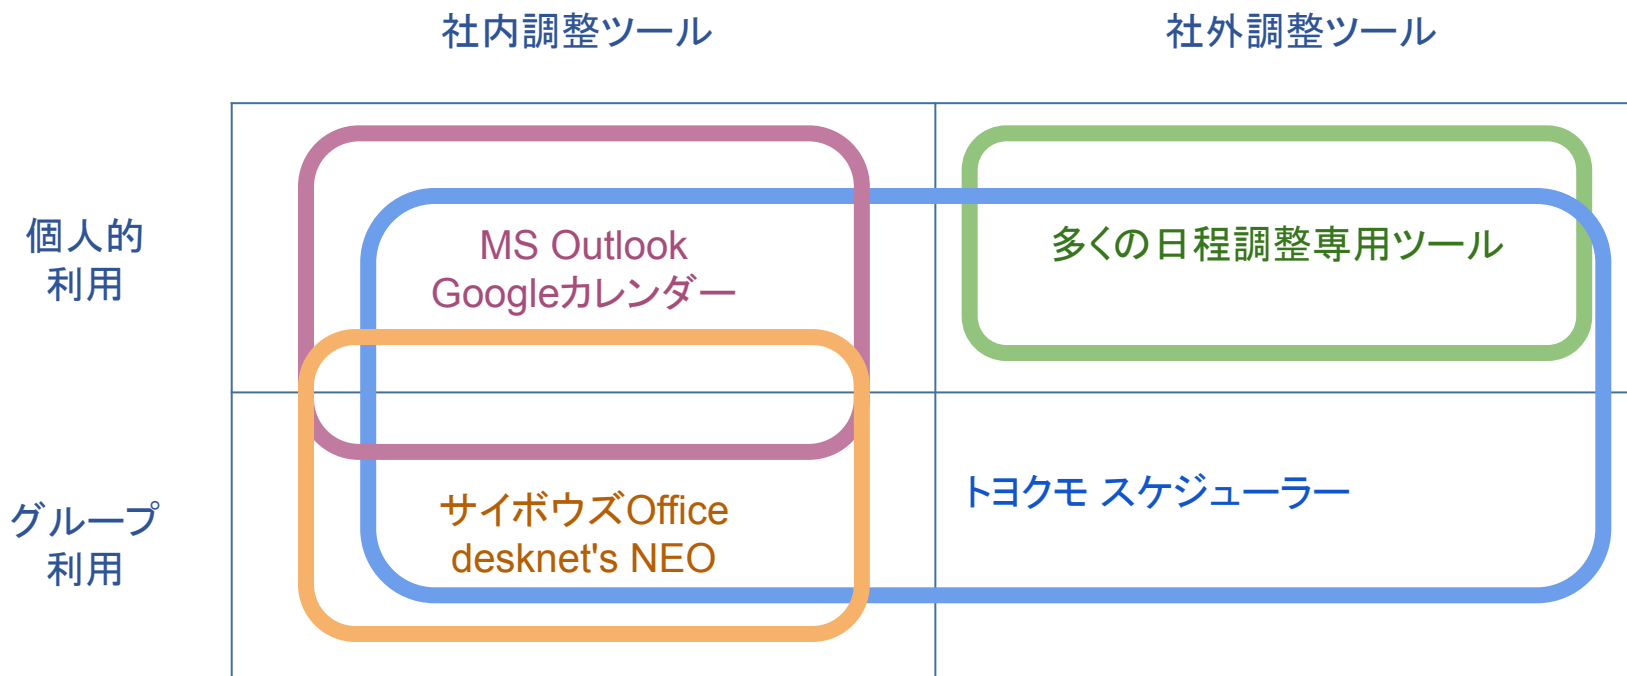 社内調整ツール
社外調整ツール
個人的
利用
MS Outlook
Googleカレンダー
多くの日程調整専用ツール
グループ
利用
サイボウズOffice
desknet's NEO
トヨクモ スケジューラー